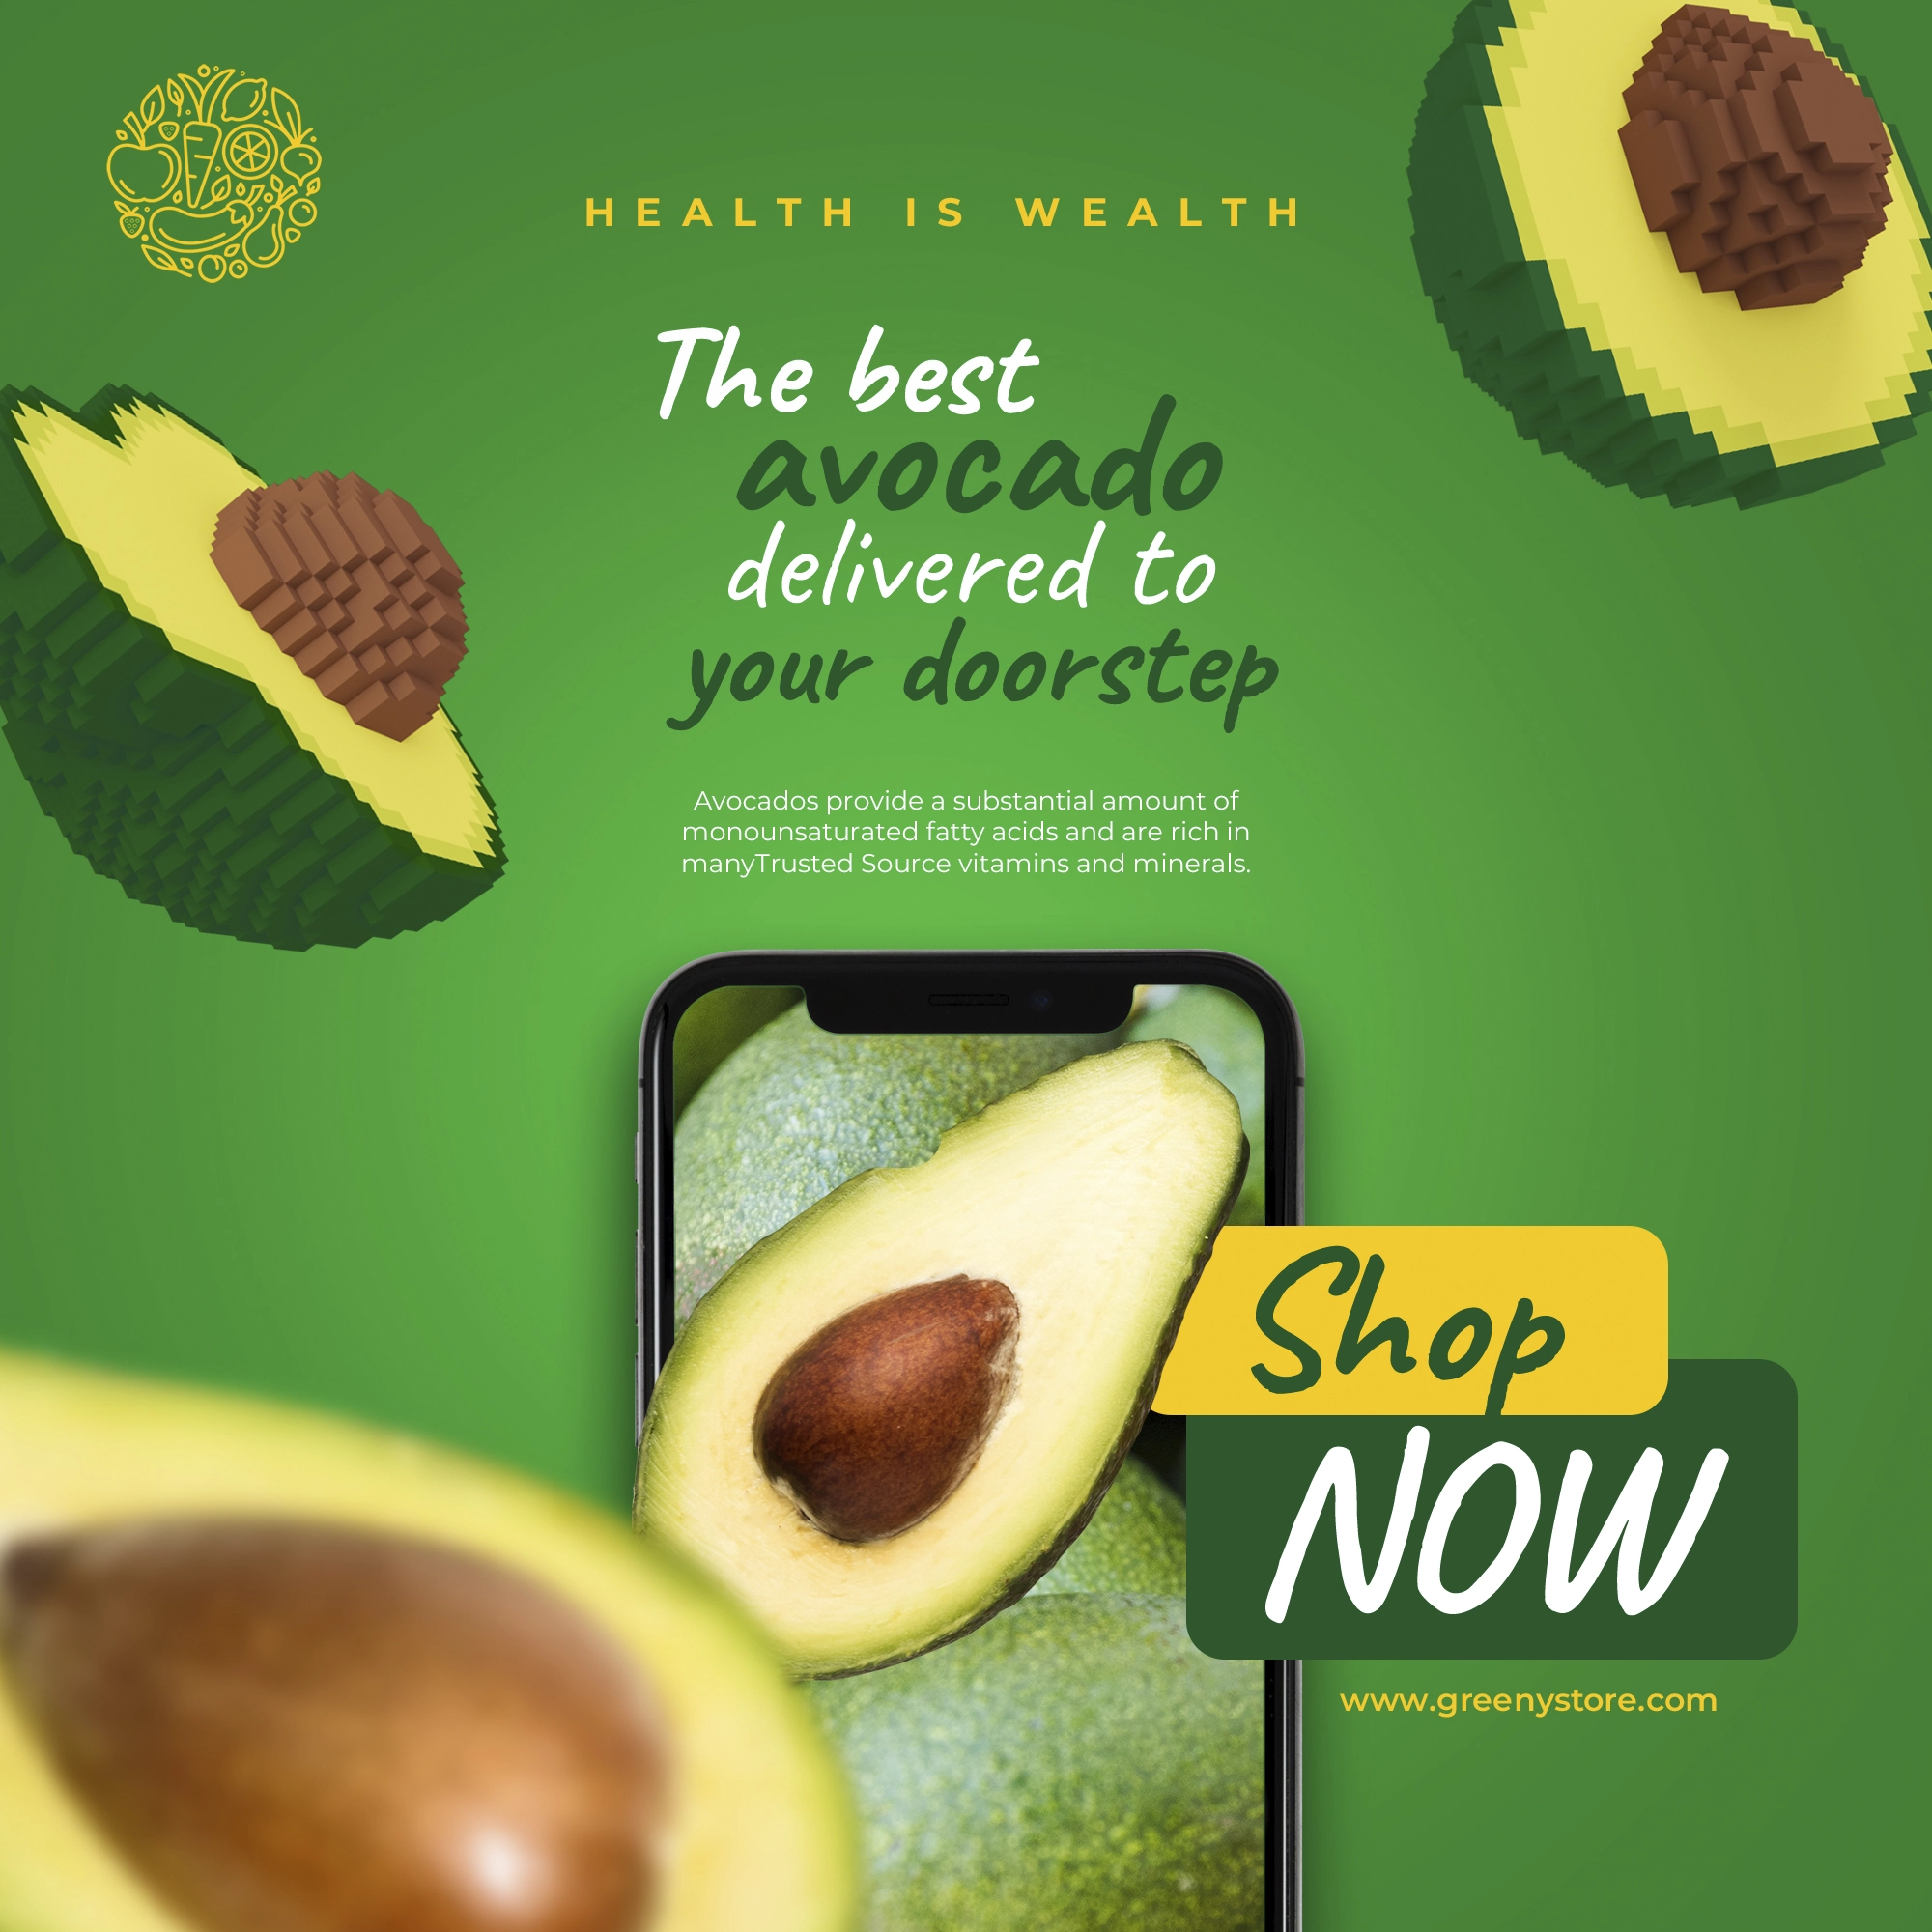 HEALTH IS WEALTH
The best
avocado
delivered to
your doorstep
Avocados provide a substantial amount of
monounsaturated fatty acids and are rich in
manyTrusted Source vitamins and minerals.
Shop
NOW
www.greenystore.com